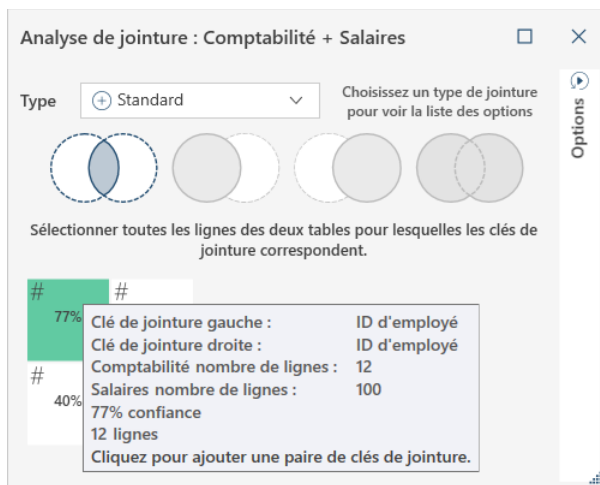 Analyse de jointure : Comptabilité + Salaires
Type
Standard
Choisissez un type de jointure
pour voir la liste des options
Options
Sélectionner toutes les lignes des deux tables pour lesquelles les clés de
jointure correspondent.
# #
77%
#
40%
Clé de jointure gauche : ID d'employé
Clé de jointure droite : ID d'employé
Comptabilité nombre de lignes : 12
Salaires nombre de lignes : 100
77% confiance
12 lignes
Cliquez pour ajouter une paire de clés de jointure.